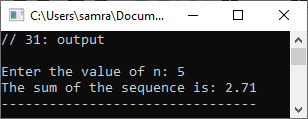 C:\Users\samra\Docum...
// 31: output
Enter the value of n: 5
The sum of the sequence is: 2.71
--------------------------------